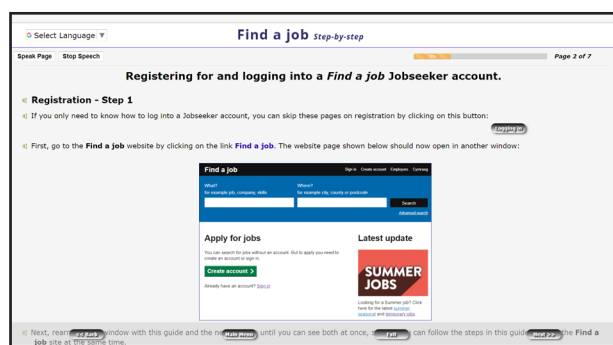 G Select Language ▼
Find a job Step-by-step
Speak Page Stop Speech
Page 2 of 7
Registering for and logging into a Find a job Jobseeker account.
Registration - Step 1
If you only need to know how to log into a Jobseeker account, you can skip these pages on registration by clicking on this button:
Logging in
First, go to the Find a job website by clicking on the link Find a job. The website page shown below should now open in another window:
Find a job
Sign in Create account Employers Cymraeg
What? Where?
for example job, company, skills for example city, county or postcode
Search
Advanced search
Apply for jobs Latest update
You can search for jobs without an account. But to apply you need to
create an account or sign in.
Create account >
Already have an account? Sign in
SUMMER
JOBS
Looking for a Summer job? Click
here for the latest summer,
seasonal and temporary jobs
Next, rearr window with this guide and the ne until you can see both at once, can follow the steps in this guid the Find a
<< Back Main Menu Full Next >>
job site at the same time.